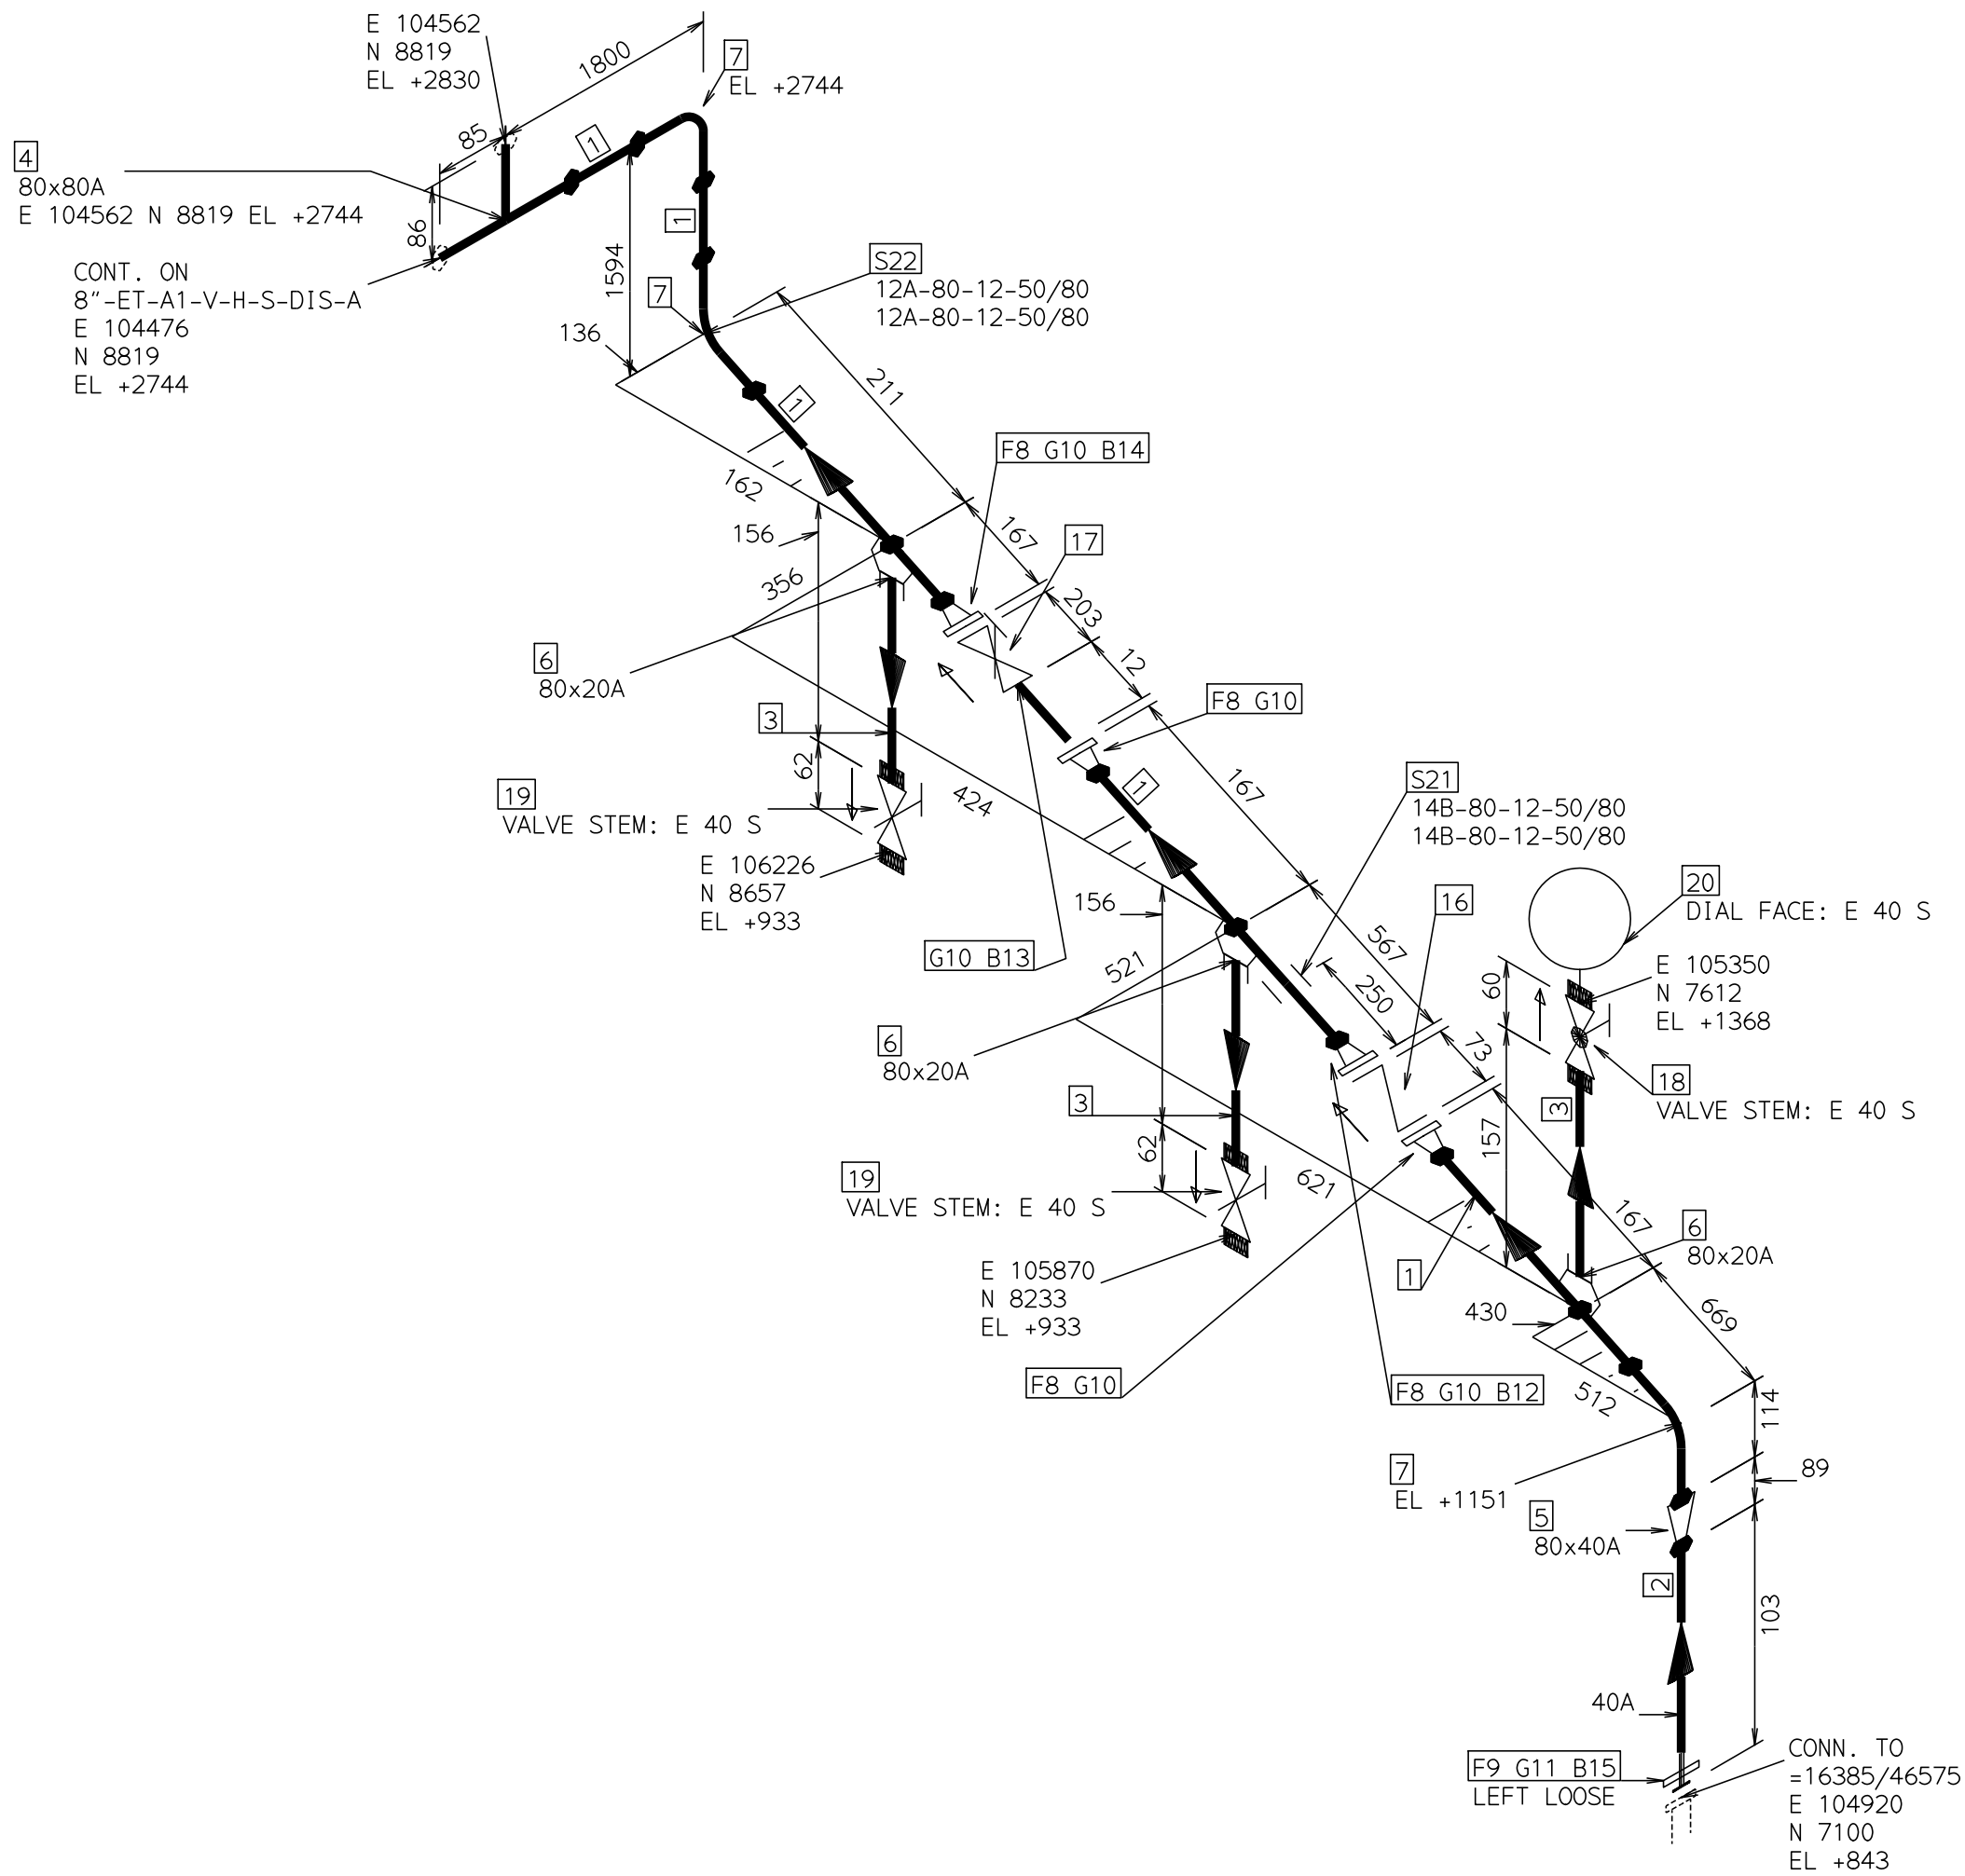 E 104562
N 8819
EL +2830
1800
7
EL +2744
85
1
4
80x80A
E 104562 N 8819 EL +2744
86
1
CONT. ON
8"-ET-A1-V-H-S-DIS-A
E 104476
N 8819
EL +2744
1594
S22
12A-80-12-50/80
12A-80-12-50/80
7
136
211
1
F8 G10 B14
162
156
167
17
356
203
6
80x20A
12
F8 G10
3
62
19
VALVE STEM: E 40 S
424
1
167
S21
14B-80-12-50/80
14B-80-12-50/80
E 106226
N 8657
EL +933
156
16
20
DIAL FACE: E 40 S
G10 B13
521
567
250
60
E 105350
N 7612
EL +1368
6
80x20A
73
18
VALVE STEM: E 40 S
3
3
157
62
19
VALVE STEM: E 40 S
621
167
6
80x20A
E 105870
N 8233
EL +933
1
430
669
F8 G10
F8 G10 B12
512
114
7
EL +1151
89
5
80x40A
2
103
40A
F9 G11 B15
LEFT LOOSE
CONN. TO
=16385/46575
E 104920
N 7100
EL +843